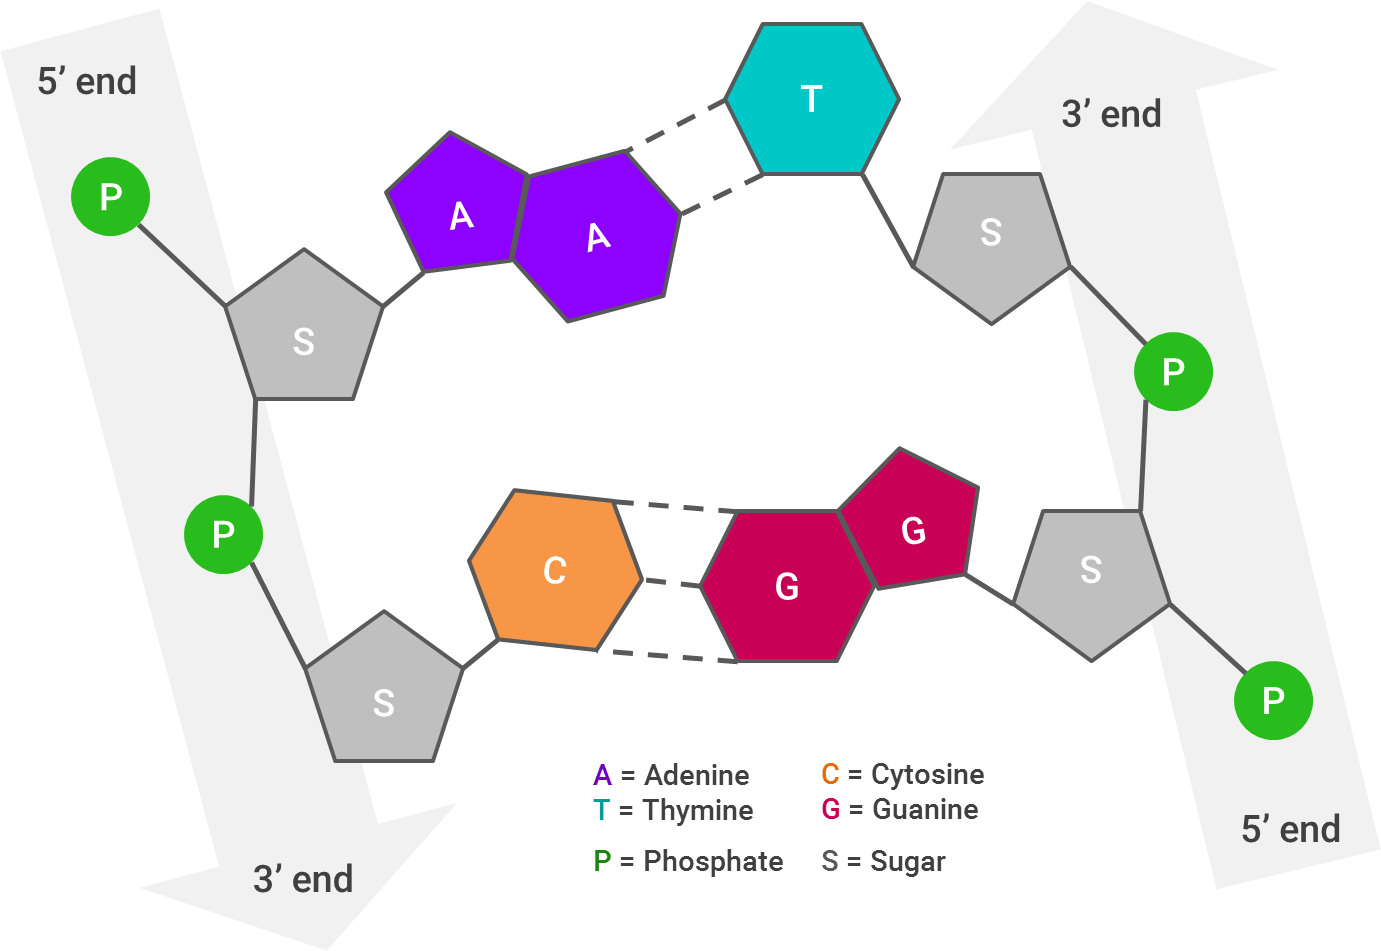 5’ end
T
3’ end
P
A
A
S
S
P
P
C
G
G
S
S
P
A = Adenine
C = Cytosine
T = Thymine
G = Guanine
P = Phosphate
S = Sugar
5’ end
3’ end